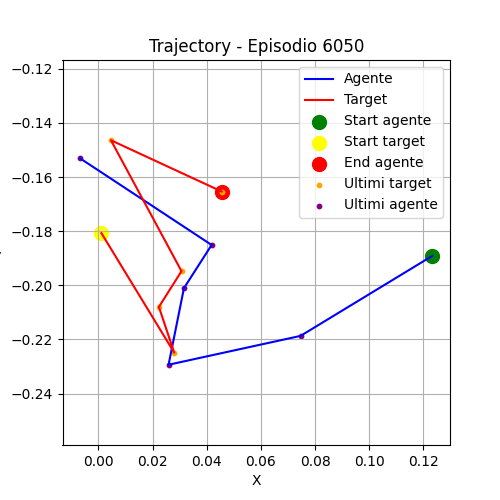 Trajectory - Episodio 6050
−0.12
−0.14
−0.16
−0.18
−0.20
−0.22
−0.24
Agente
Target
Start agente
Start target
End agente
Ultimi target
Ultimi agente
0.00 0.02 0.04 0.06 0.08 0.10 0.12
X